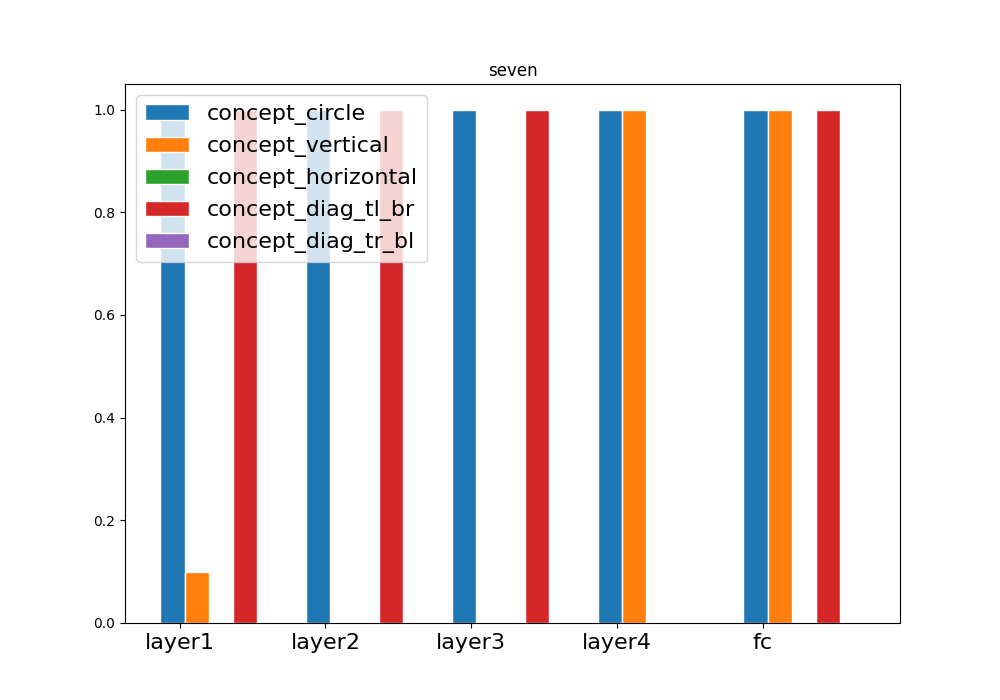 seven
1.0
0.8
0.6
0.4
0.2
0.0
concept_circle
concept_vertical
concept_horizontal
concept_diag_tl_br
concept_diag_tr_bl
layer1 layer2 layer3 layer4 fc